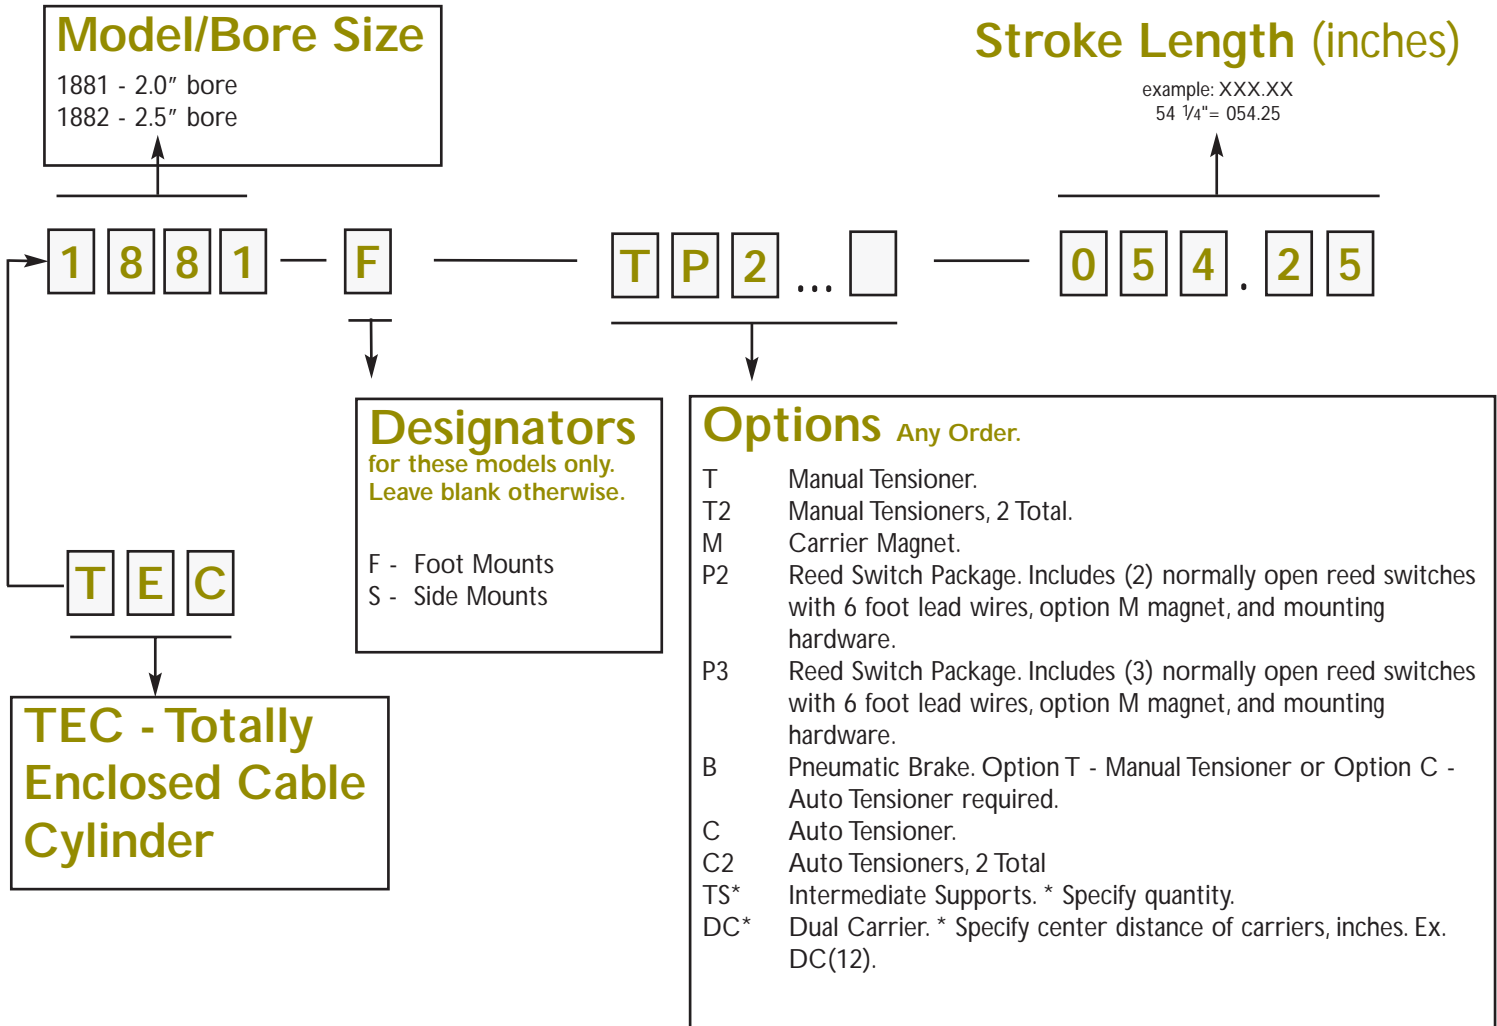 Model/Bore Size
1881 - 2.0" bore
1882 - 2.5" bore
Stroke Length (inches)
example: XXX.XX
54 1/4"= 054.25
1 8 8 1 — F — T P 2 ... — 0 5 4 . 2 5
Designators
for these models only.
Leave blank otherwise.
F - Foot Mounts
S - Side Mounts
T E C
TEC - Totally
Enclosed Cable
Cylinder
Options Any Order.
T Manual Tensioner.
T2 Manual Tensioners, 2 Total.
M Carrier Magnet.
P2 Reed Switch Package. Includes (2) normally open reed switches
with 6 foot lead wires, option M magnet, and mounting
hardware.
P3 Reed Switch Package. Includes (3) normally open reed switches
with 6 foot lead wires, option M magnet, and mounting
hardware.
B Pneumatic Brake. Option T - Manual Tensioner or Option C -
Auto Tensioner required.
C Auto Tensioner.
C2 Auto Tensioners, 2 Total
TS* Intermediate Supports. * Specify quantity.
DC* Dual Carrier. * Specify center distance of carriers, inches. Ex.
DC(12).